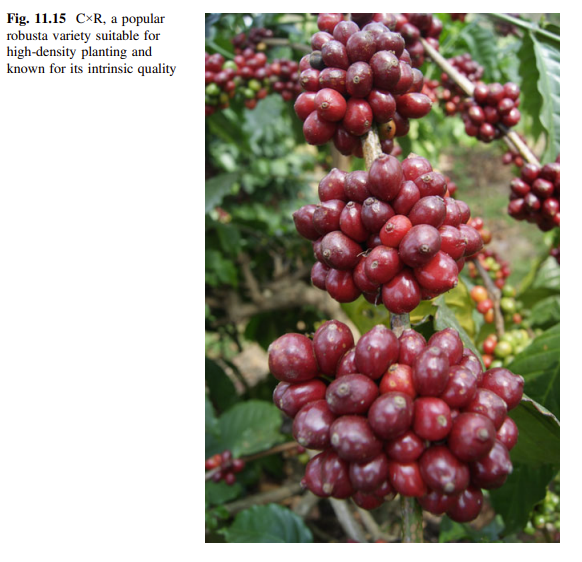 Fig. 11.15 C×R, a popular
robusta variety suitable for
high-density planting and
known for its intrinsic quality